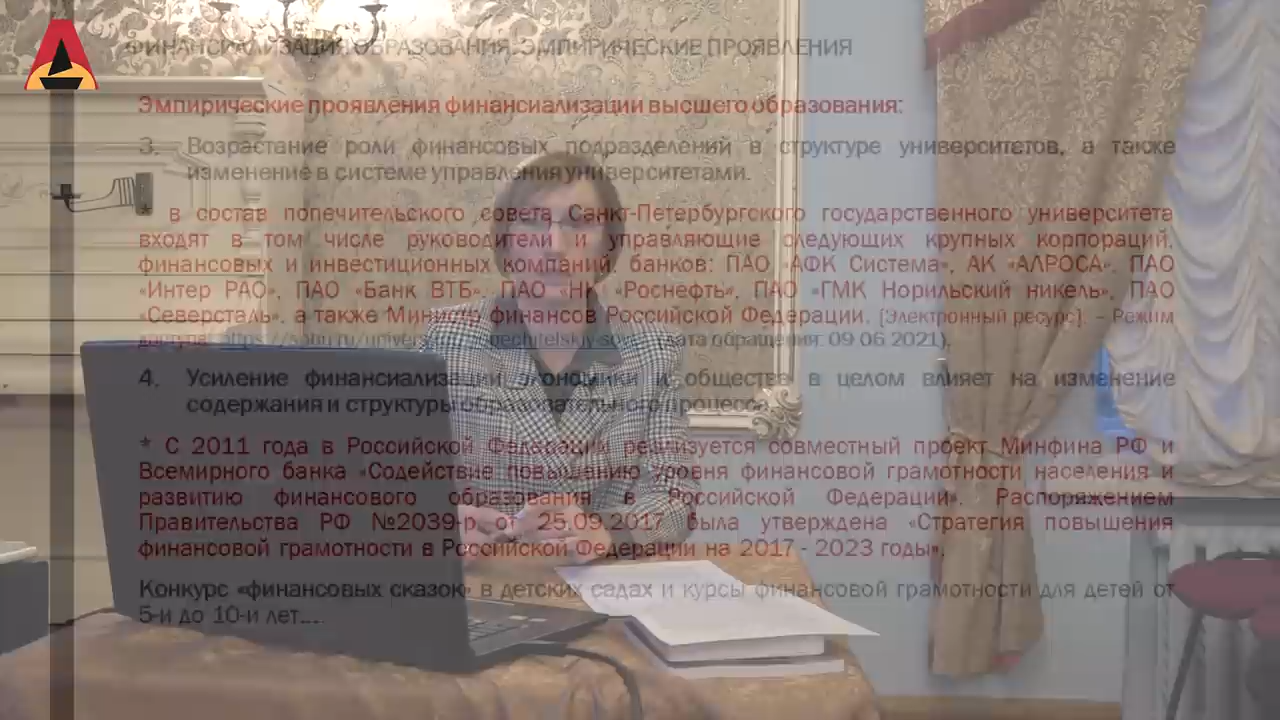 ФИНАНСИАЛИЗАЦИЯ ОБРАЗОВАНИЯ: ЭМПИРИЧЕСКИЕ ПРОЯВЛЕНИЯ
Эмпирические проявления финансиализации высшего образования:
3. Возрастание роли финансовых подразделений в структуре университетов, а также
изменение в системе управления университетами.
в состав попечительского совета Санкт-Петербургского государственного университета
входят в том числе руководители и управляющие следующих крупных корпораций,
финансовых и инвестиционных компаний, банков: ПАО «АФК Система», АК «АЛРОСА», ПАО
«Интер РАО», ПАО «Банк ВТБ», ПАО «НК «Роснефть», ПАО «ГМК Норильский никель», ПАО
«Северсталь», а также Министр финансов Российской Федерации. [Электронный ресурс]. – Режим
доступа: (дата обращения: 09.06.2021).
4. Усиление финансиализации экономики и общества в целом влияет на изменение
содержания и структуры образовательного процесса.
* С 2011 года в Российской Федерации реализуется совместный проект Минфина РФ и
Всемирного банка «Содействие повышению уровня финансовой грамотности населения и
развитию финансового образования в Российской Федерации». Распоряжением
Правительства РФ №2039-р от 25.09.2017 была утверждена «Стратегия повышения
финансовой грамотности в Российской Федерации на 2017 - 2023 годы».
Конкурс «финансовых сказок» в детских садах и курсы финансовой грамотности для детей от
5-и до 10-и лет....